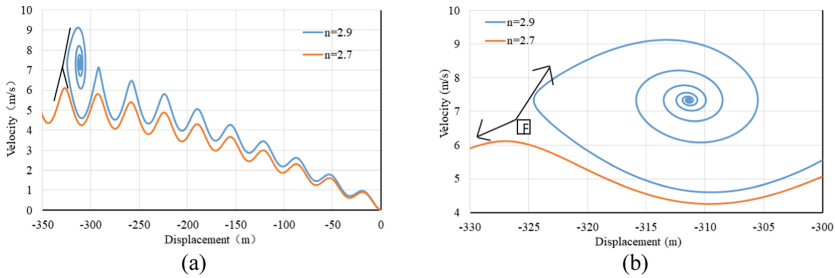 10
9
8
7
6
5
4
3
2
1
0
Velocity (m/s)
n=2.9
n=2.7
-350 -300 -250 -200 -150 -100 -50 0
Displacement（m）
(a)
10
9
8
7
6
5
4
Velocity (m/s)
n=2.9
n=2.7
F
-330 -325 -320 -315 -310 -305 -300
Displacement (m)
(b)